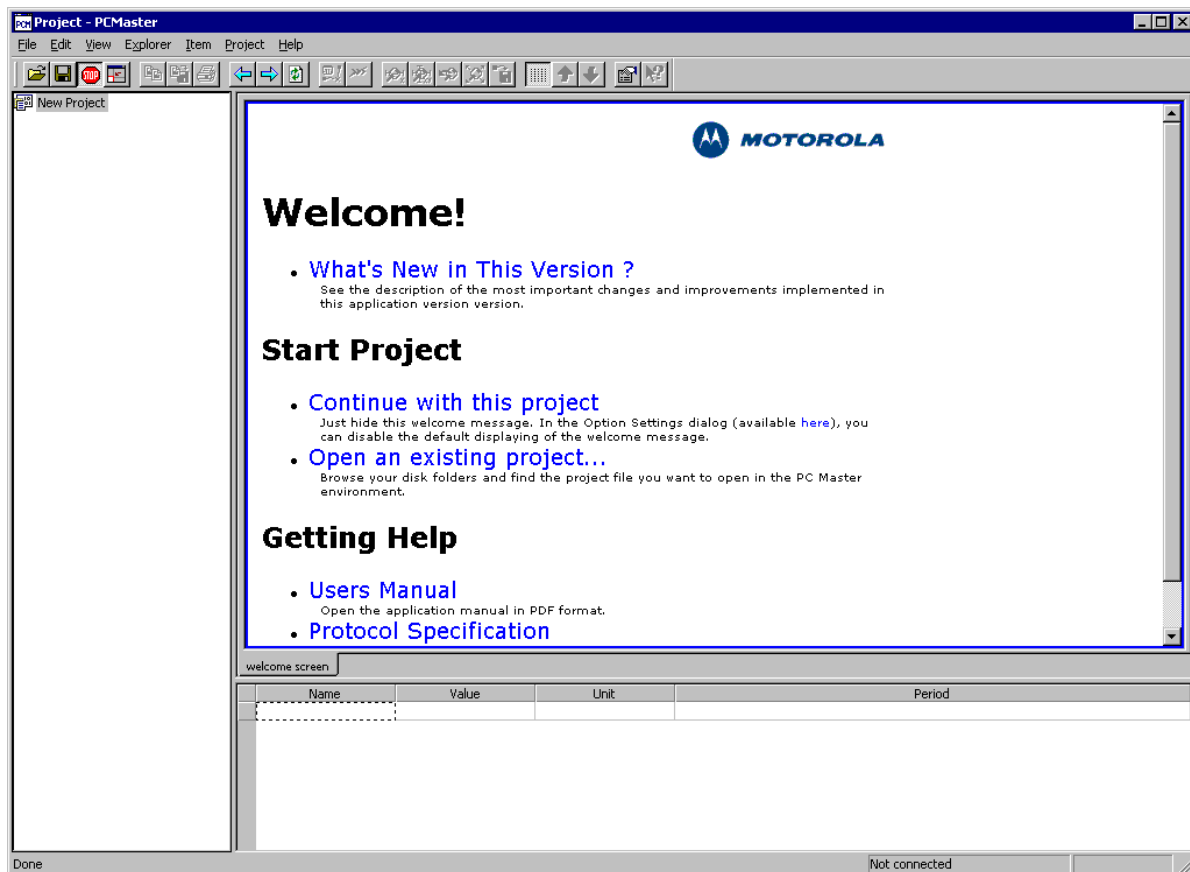 Project - PCMaster
File Edit View Explorer Item Project Help
STOP
New Project
MOTOROLA
Welcome!
What's New in This Version ?
See the description of the most important changes and improvements implemented in
this application version version.
Start Project
Continue with this project
Just hide this welcome message. In the Option Settings dialog (available here), you
can disable the default displaying of the welcome message.
Open an existing project...
Browse your disk folders and find the project file you want to open in the PC Master
environment.
Getting Help
Users Manual
Open the application manual in PDF format.
Protocol Specification
welcome screen
Name Value Unit Period
Done Not connected